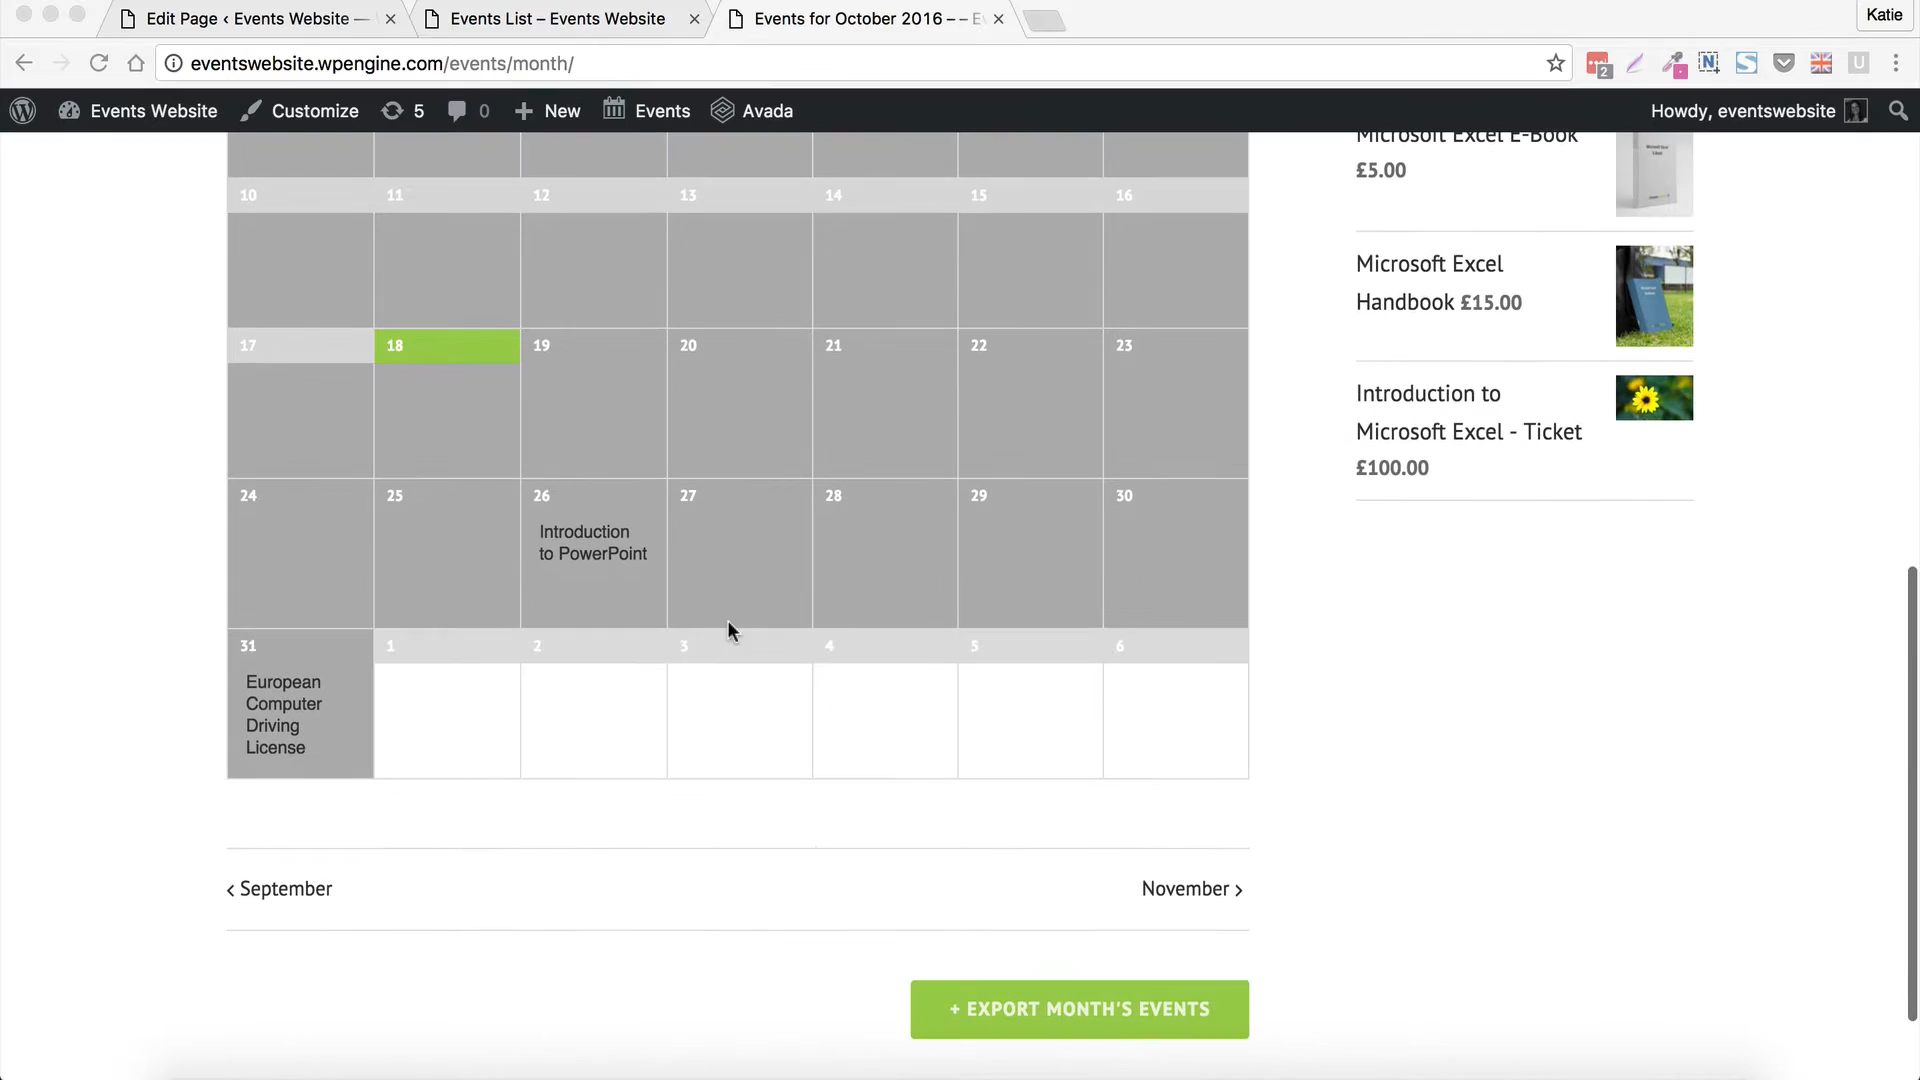 Edit Page ‹ Events Website —
Events List – Events Website
Events for October 2016 – – E
Katie
eventswebsite.wpengine.com/events/month/
2
N
S
U
Events Website
Customize
5
0
New
Events
Avada
Howdy, eventswebsite
10 11 12 13 14 15 16
17 18 19 20 21 22 23
24 25 26 27 28 29 30
Introduction
to PowerPoint
31 1 2 3 4 5 6
European
Computer
Driving
License
‹ September
November ›
+ EXPORT MONTH'S EVENTS
Microsoft Excel E-Book
£5.00
Microsoft Excel
Handbook £15.00
Introduction to
Microsoft Excel - Ticket
£100.00